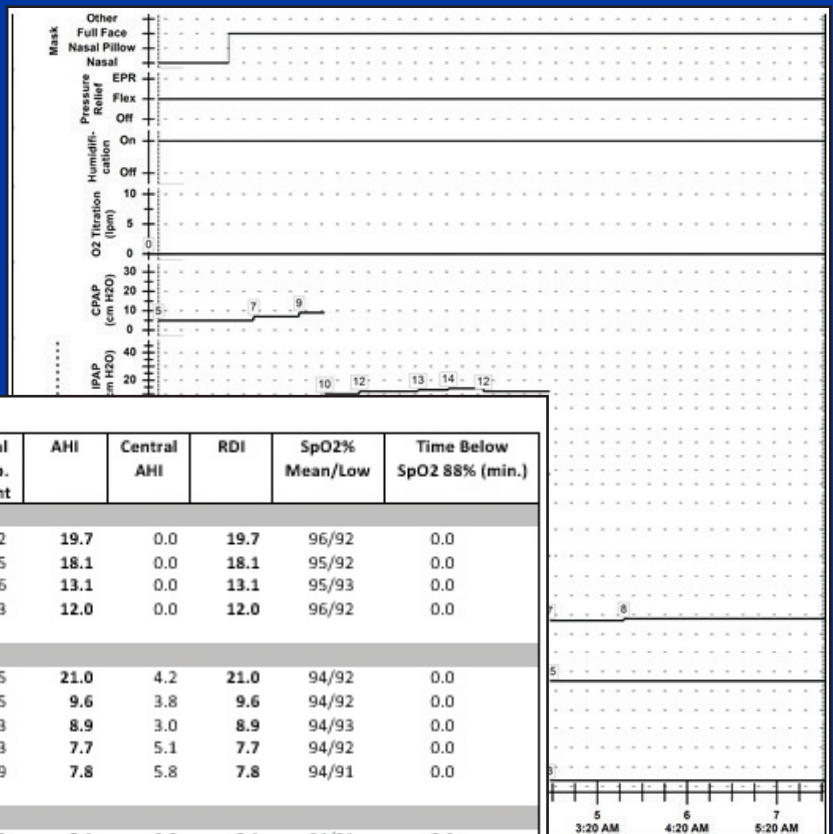 Other
Full Face
Nasal Pillow
Nasal
Mask
EPR
Flex
Off
Pressure
Relief
On
Off
Humidifi-
cation
10
5
0
O2 Titration
(lpm)
0
30
20
10
0
CPAP
(cm H2O)
5
7
9
40
20
IPAP
cm H2O)
10
12
13
14
12
AHI
Central
AHI
RDI
SpO2%
Mean/Low
Time Below
SpO2 88% (min.)
19.7 0.0 19.7 96/92 0.0
18.1 0.0 18.1 95/92 0.0
13.1 0.0 13.1 95/93 0.0
12.0 0.0 12.0 96/92 0.0
21.0 4.2 21.0 94/92 0.0
9.6 3.8 9.6 94/92 0.0
8.9 3.0 8.9 94/93 0.0
7.7 5.1 7.7 94/92 0.0
7.8 5.8 7.8 94/91 0.0
8
5
5 6 7
3:20 AM 4:20 AM 5:20 AM